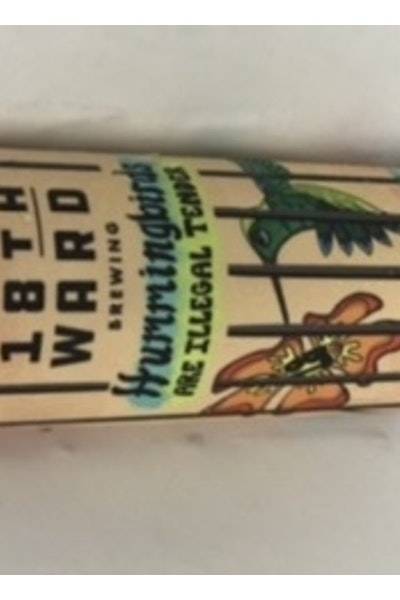 18TH
WARD
BREWING
Hummingbirds
ARE ILLEGAL TENDER